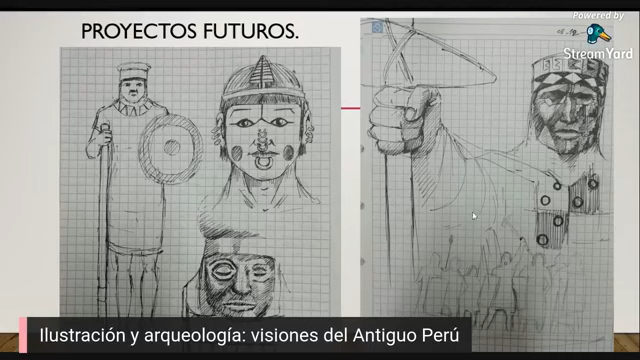 PROYECTOS FUTUROS.
Powered by
StreamYard
Ilustración y arqueología: visiones del Antiguo Perú